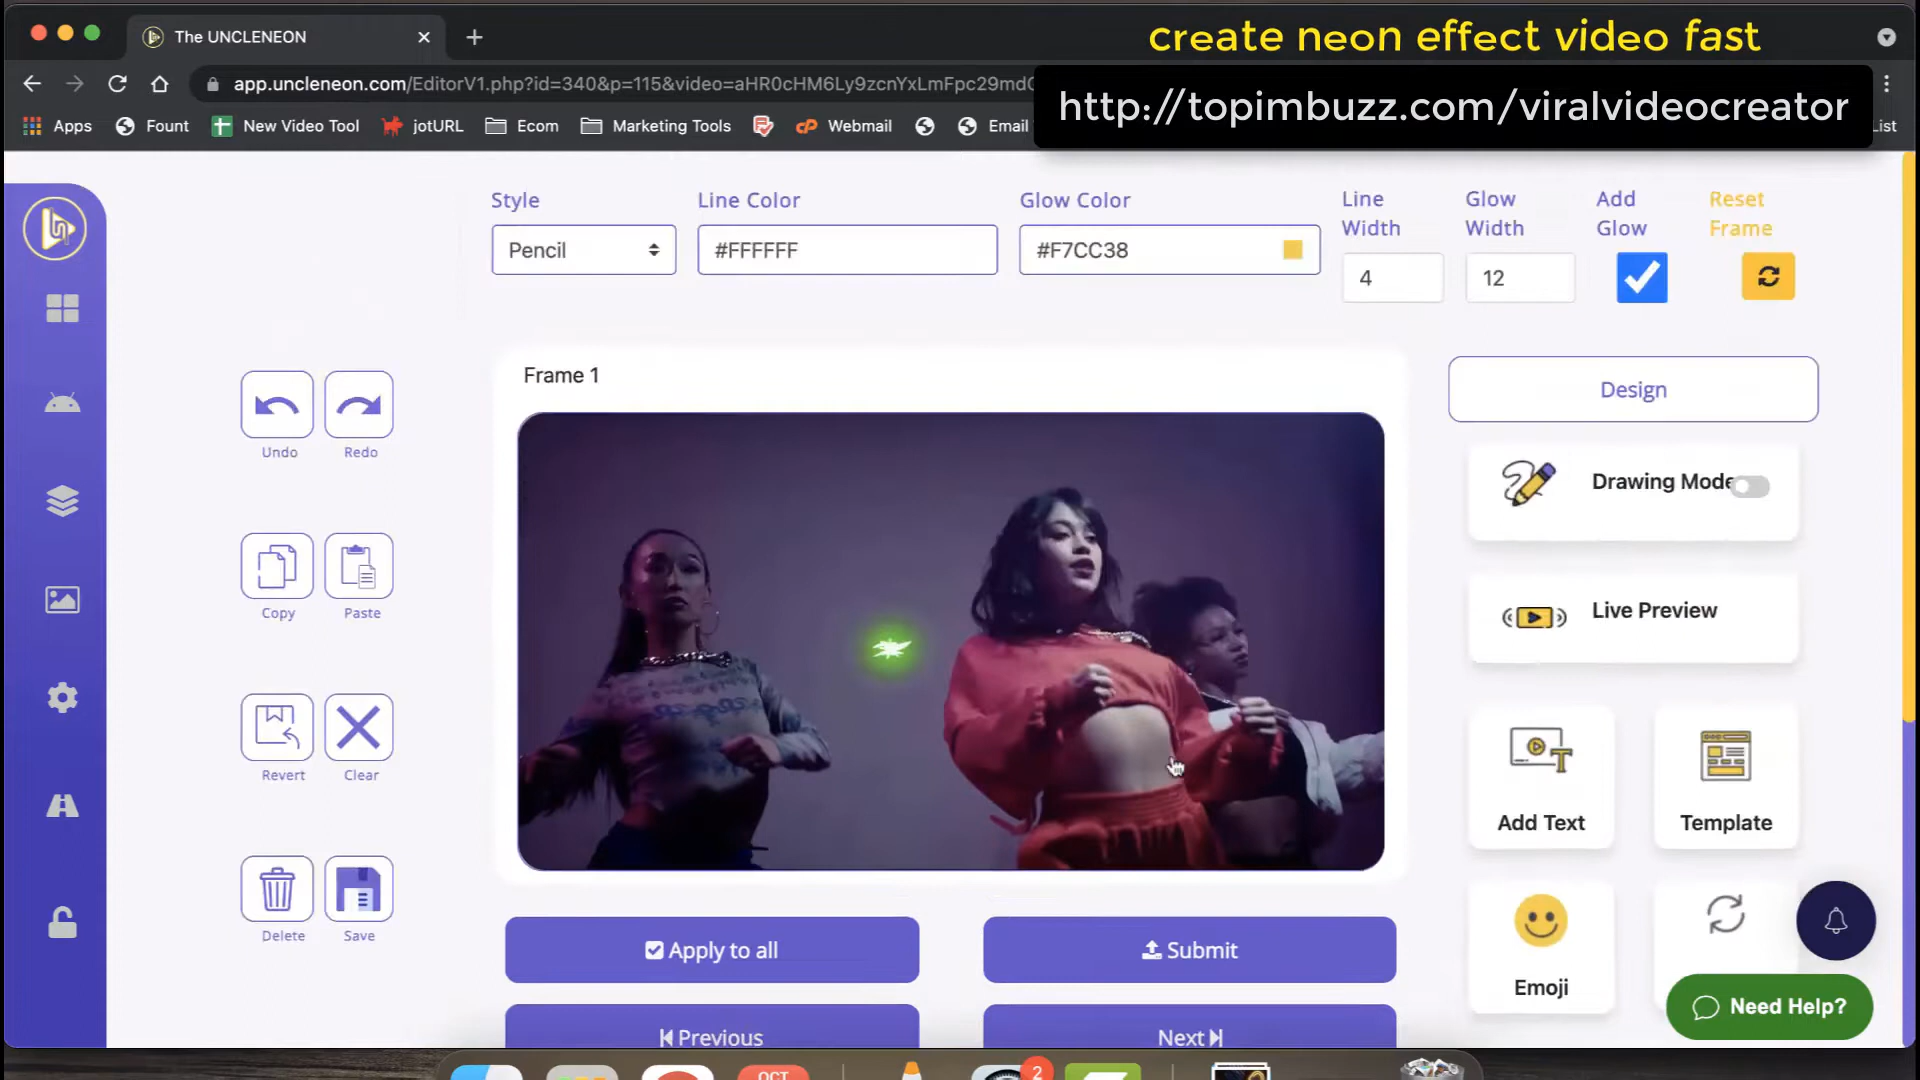 create neon effect video fast
The UNCLENEON
app.uncleneon.com/EditorV1.php?id=340&p=115&video=aHR0cHM6Ly9zcnYxLmFpc29md
http://topimbuzz.com/viralvideocreator
Apps
Fount
New Video Tool
jotURL
Ecom
Marketing Tools
Webmail
Email
List
Style
Line Color
Glow Color
Line Width
Glow Width
Add Glow
Reset Frame
Pencil
#FFFFFF
#F7CC38
4
12
Frame 1
Design
Undo
Redo
Drawing Mode
Copy
Paste
Live Preview
Revert
Clear
Add Text
Template
Delete
Save
Apply to all
Submit
Emoji
Need Help?
Previous
Next
OCT
2